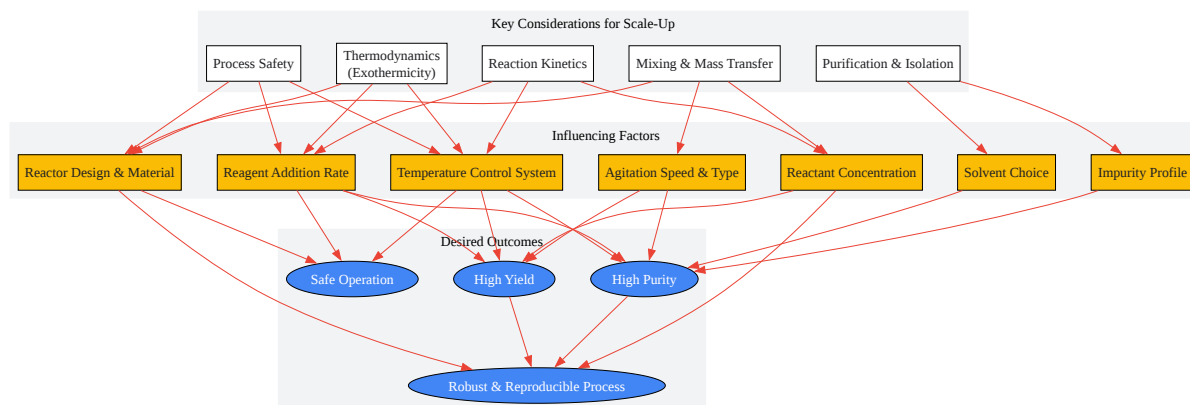 Key Considerations for Scale-Up
Process Safety
Thermodynamics
(Exothermicity)
Reaction Kinetics
Mixing & Mass Transfer
Purification & Isolation
Influencing Factors
Reactor Design & Material
Reagent Addition Rate
Temperature Control System
Agitation Speed & Type
Reactant Concentration
Solvent Choice
Impurity Profile
Desired Outcomes
Safe Operation
High Yield
High Purity
Robust & Reproducible Process